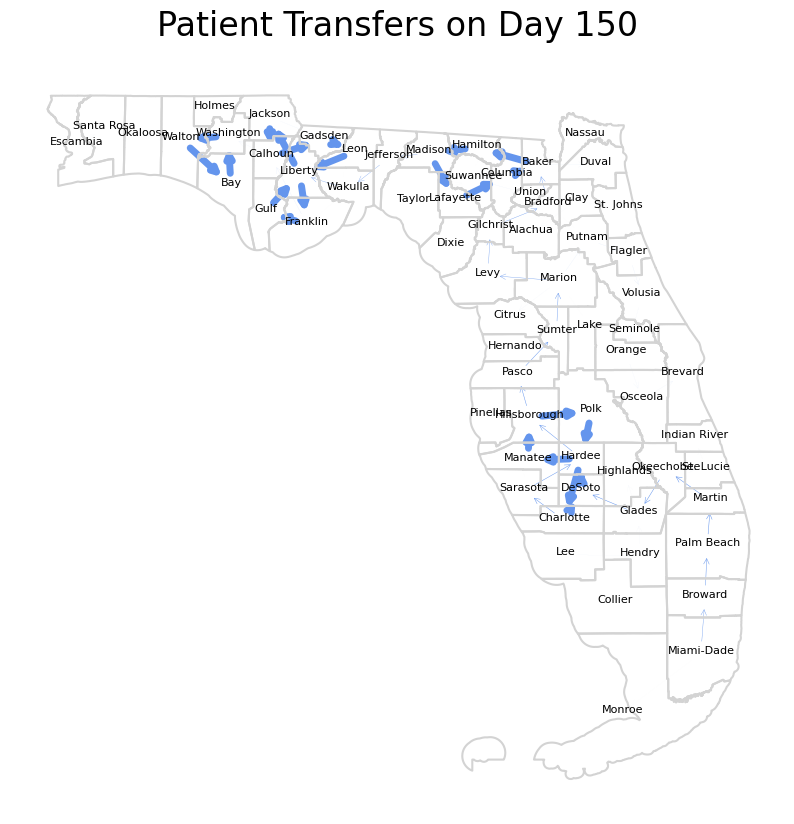 Patient Transfers on Day 150
Holmes
Jackson
Santa Rosa
Okaloosa
Walton
Washington
Escambia
Gadsden
Leon
Calhoun
Jefferson
Liberty
Bay
Wakulla
Gulf
Franklin
Madison
Hamilton
Nassau
Baker
Duval
Suwannee
Columbia
Taylor
Lafayette
Union
Bradford
Clay
St. Johns
Gilchrist
Alachua
Dixie
Putnam
Flagler
Levy
Marion
Volusia
Citrus
Sumter
Lake
Seminole
Hernando
Orange
Pasco
Brevard
Osceola
Pinellas
Hillsborough
Polk
Indian River
Manatee
Hardee
Highlands
Okeechobee
St. Lucie
Sarasota
DeSoto
Martin
Charlotte
Glades
Lee
Hendry
Palm Beach
Collier
Broward
Miami-Dade
Monroe